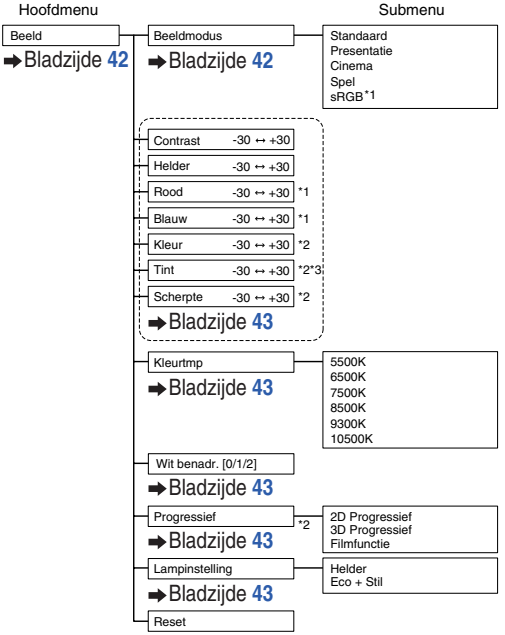 Hoofdmenu
Submenu
Beeld
➡Bladzijde 42
Beeldmodus
➡Bladzijde 42
Standaard
Presentatie
Cinema
Spel
sRGB*1
Contrast -30 ↔ +30
Helder -30 ↔ +30
Rood -30 ↔ +30 *1
Blauw -30 ↔ +30 *1
Kleur -30 ↔ +30 *2
Tint -30 ↔ +30 *2*3
Scherpte -30 ↔ +30 *2
➡Bladzijde 43
Kleurtmp
➡Bladzijde 43
5500K
6500K
7500K
8500K
9300K
10500K
Wit benadr. [0/1/2]
➡Bladzijde 43
Progressief *2
➡Bladzijde 43
2D Progressief
3D Progressief
Filmfunctie
Lampinstelling
➡Bladzijde 43
Helder
Eco + Stil
Reset